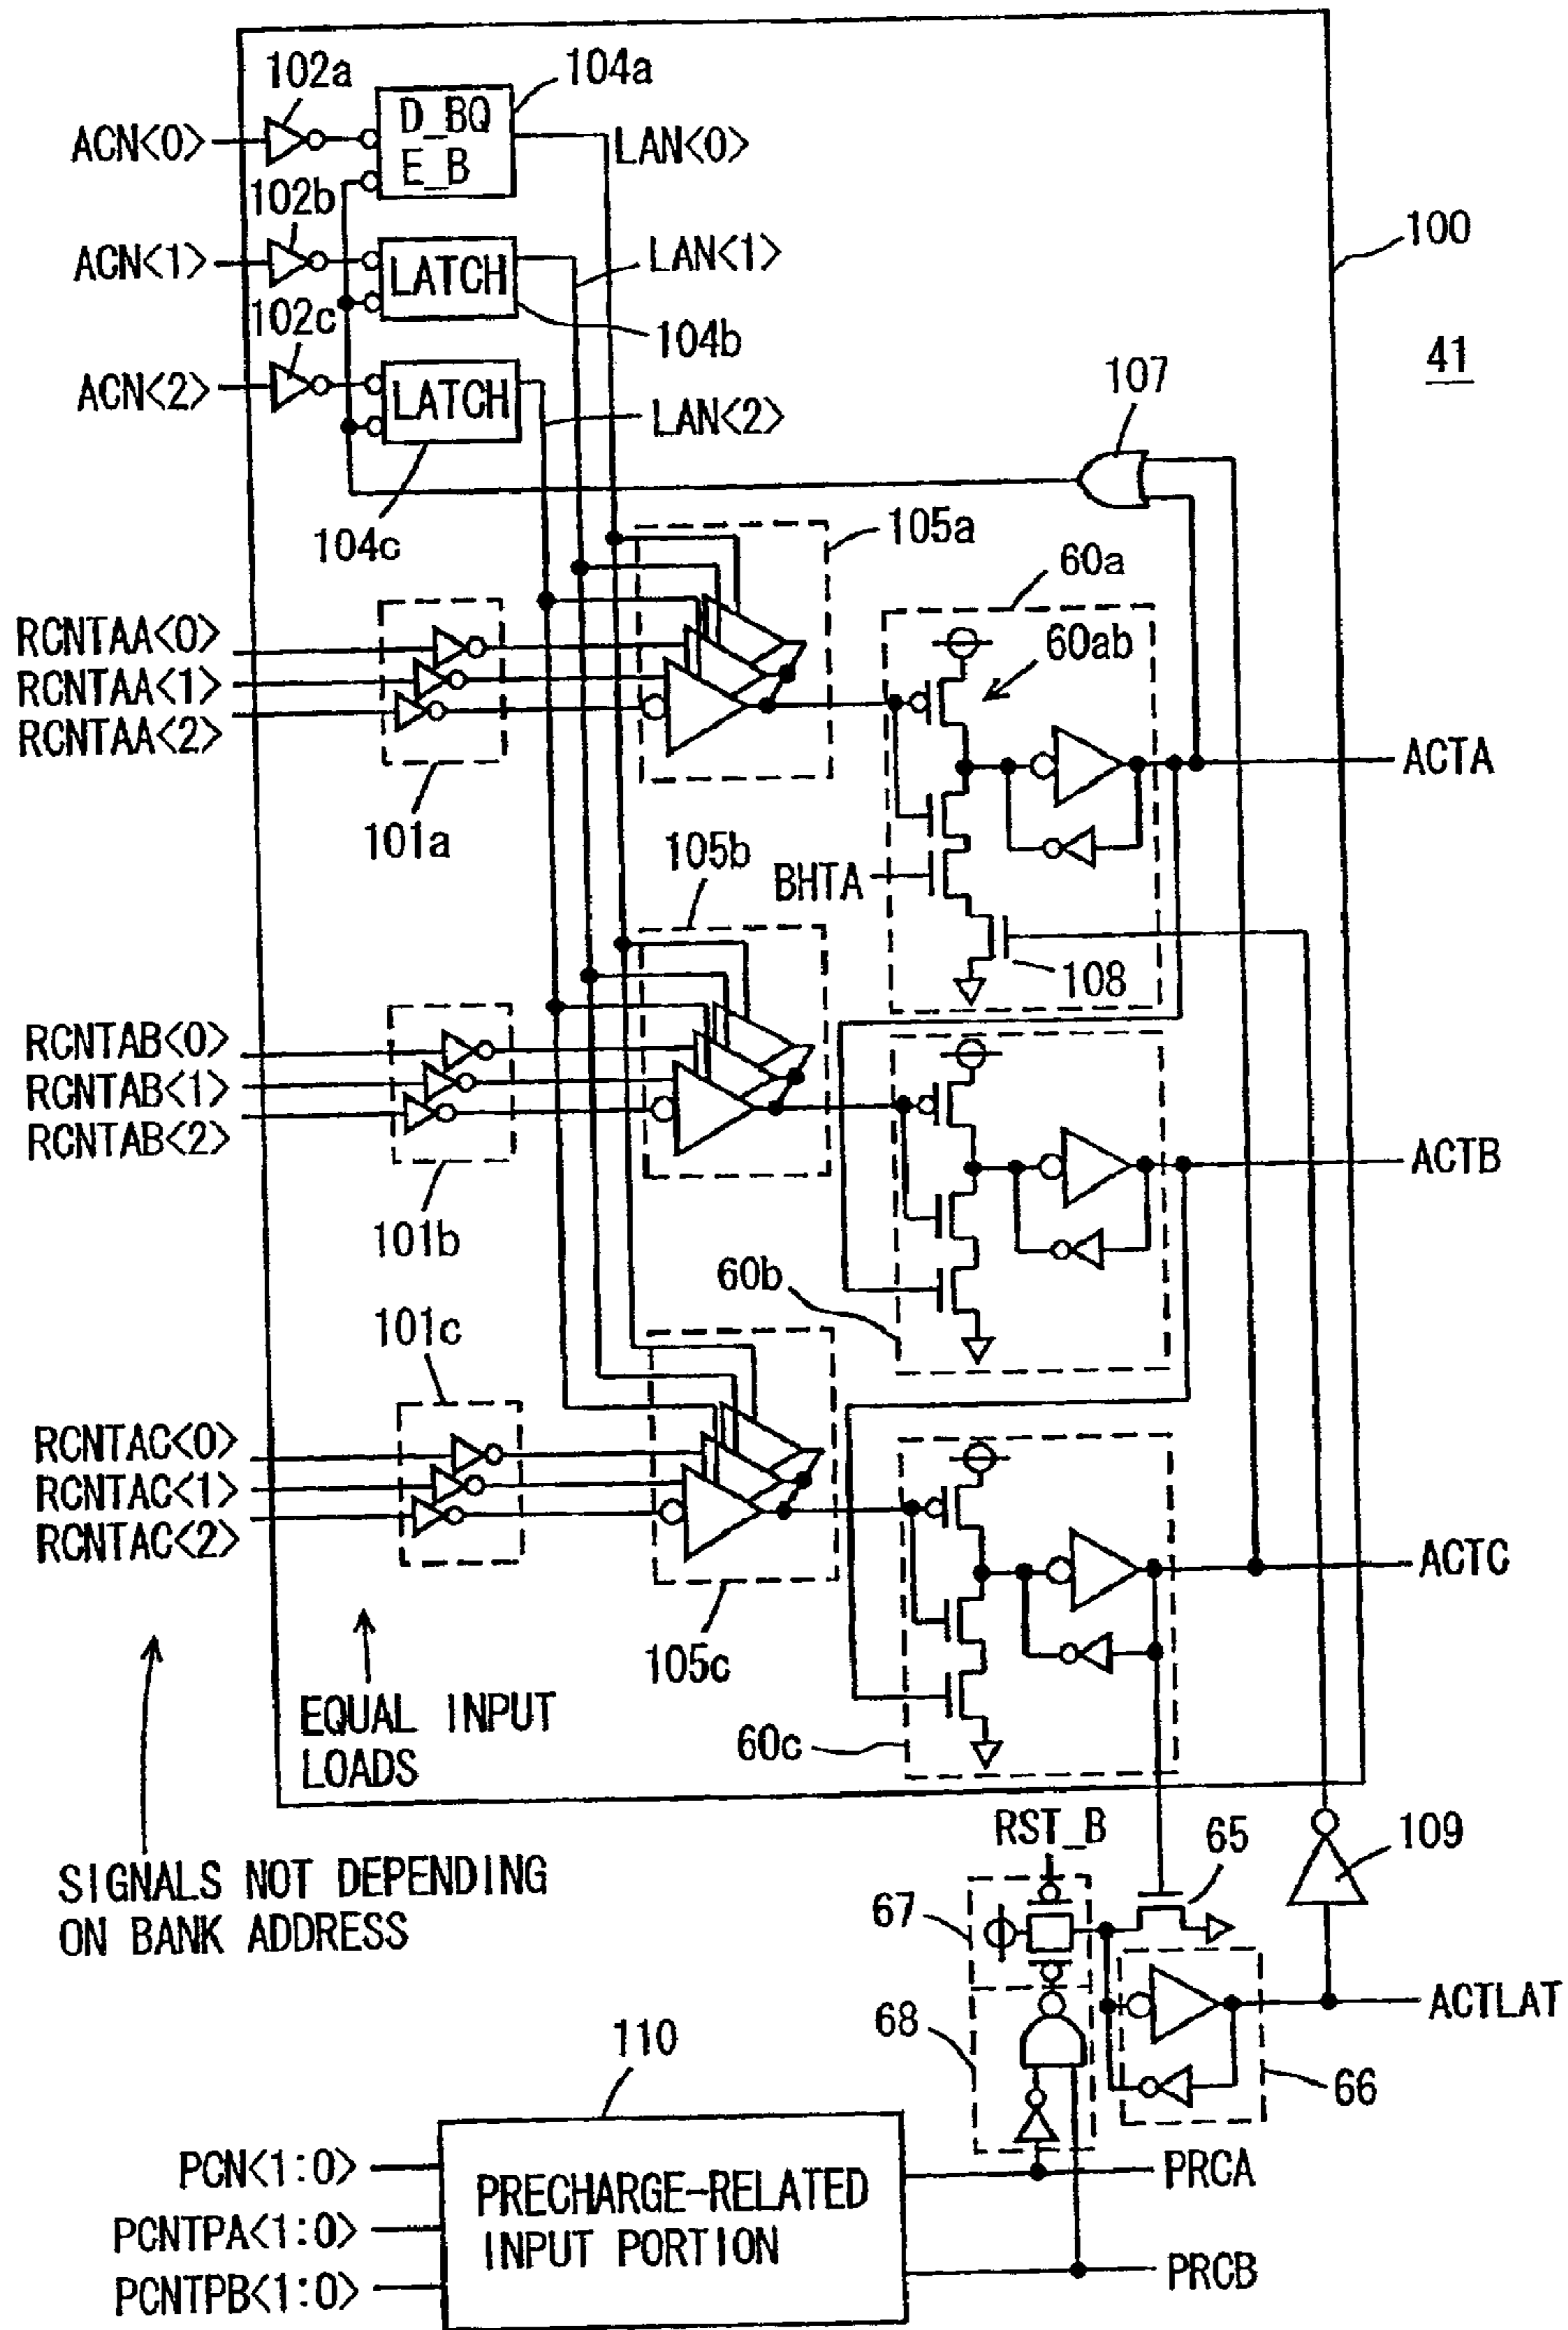 102a
104a
ACN<0>
D_BQ
E_B
LAN<0>
102b
ACN<1>
LATCH
LAN<1>
100
102c
104b
41
ACN<2>
LATCH
LAN<2>
107
104c
105a
60a
RCNTAA<0>
RCNTAA<1>
RCNTAA<2>
60ab
ACTA
101a
105b
BHTA
108
RCNTAB<0>
RCNTAB<1>
RCNTAB<2>
ACTB
101b
60b
101c
105c
RCNTAC<0>
RCNTAC<1>
RCNTAC<2>
ACTC
EQUAL INPUT
LOADS
60c
SIGNALS NOT DEPENDING
ON BANK ADDRESS
RST_B
65
109
67
68
ACTLAT
66
110
PCN<1:0>
PCNTPA<1:0>
PCNTPB<1:0>
PRECHARGE-RELATED
INPUT PORTION
PRCA
PRCB